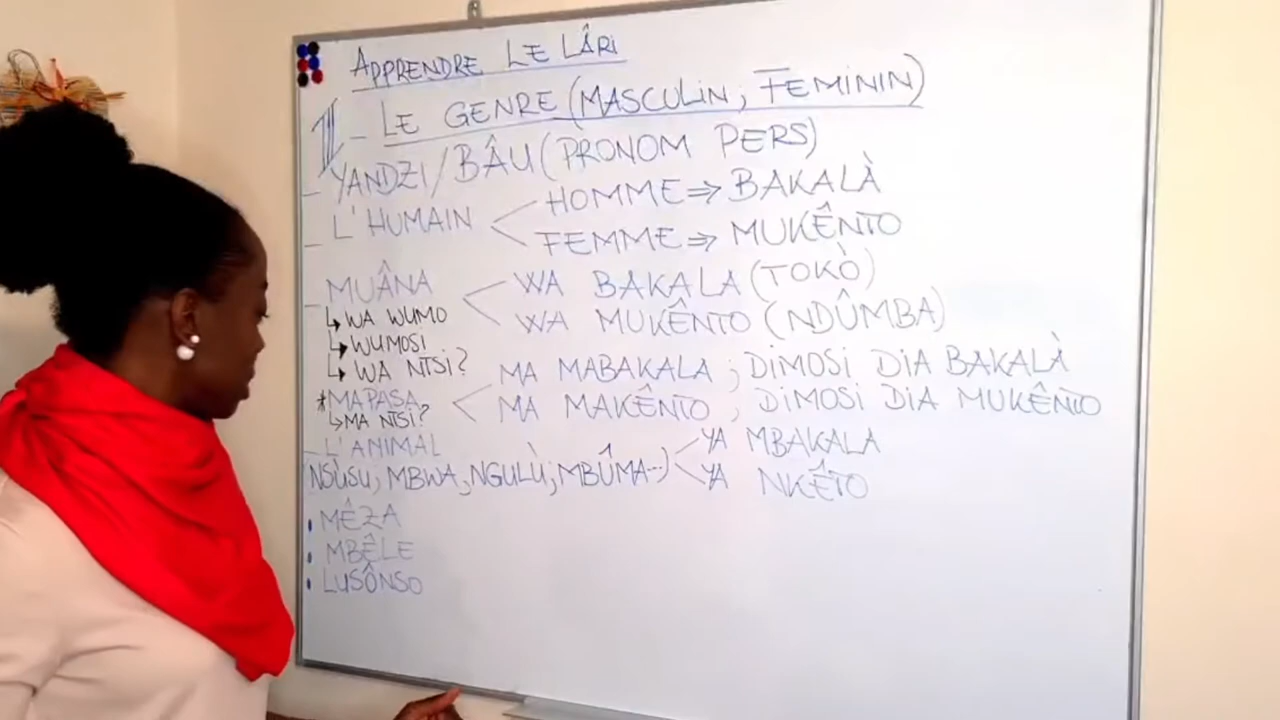 APPRENDRE LE LÂRI
III - LE GENRE (MASCULIN, FEMININ)
- YANDZI/BÂU (PRONOM PERS)
- L'HUMAIN < HOMME ⇒ BAKALÀ
FEMME ⇒ MUKÊNTO
- MUÂNA < WA BAKALA (TOKÒ)
WA MUKÊNTO (NDÛMBA)
↳ WA WUMO
↳ WUMOSI
↳ WA NTSI?
* MAPASA < MA MABAKALA ; DIMOSI DIA BAKALÀ
MA MAKÊNTO , DIMOSI DIA MUKÊNTO
↳ MA NTSI?
- L'ANIMAL
(NSÙSU, MBWA, NGULÙ, MBÛMA...) < YA MBAKALA
YA NKÊTO
• MÊZA
• MBÊLE
• LUSÔNSO